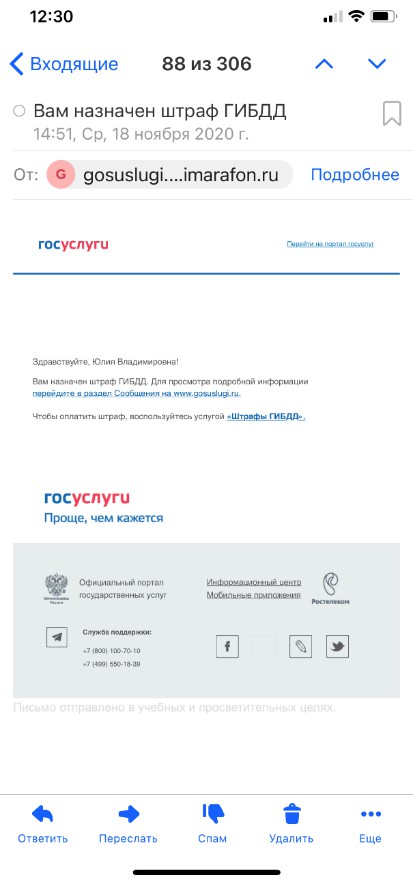 12:30
Входящие
88 из 306
Вам назначен штраф ГИБДД
14:51, Ср, 18 ноября 2020 г.
От: G gosuslugi....imarafon.ru Подробнее
госуслуги
Перейти на портал госуслуг
Здравствуйте, Юлия Владимировна!
Вам назначен штраф ГИБДД. Для просмотра подробной информации
перейдите в раздел Сообщения на www.gosuslugi.ru.
Чтобы оплатить штраф, воспользуйтесь услугой «Штрафы ГИБДД».
госуслуги
Проще, чем кажется
Официальный портал
государственных услуг
Информационный центр
Мобильные приложения
Ростелеком
Служба поддержки:
+7 (800) 100-70-10
+7 (499) 550-18-39
Письмо отправлено в учебных и просветительных целях.
Ответить
Переслать
Спам
Удалить
Еще